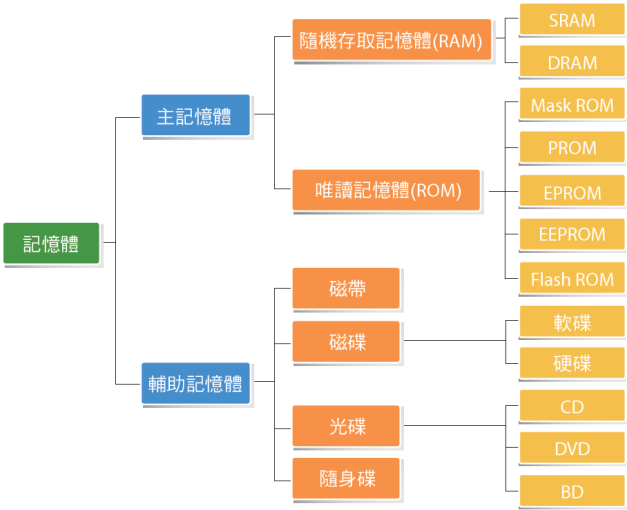 記憶體
主記憶體
隨機存取記憶體(RAM)
SRAM
DRAM
唯讀記憶體(ROM)
Mask ROM
PROM
EPROM
EEPROM
Flash ROM
輔助記憶體
磁帶
磁碟
軟碟
硬碟
光碟
CD
DVD
BD
隨身碟